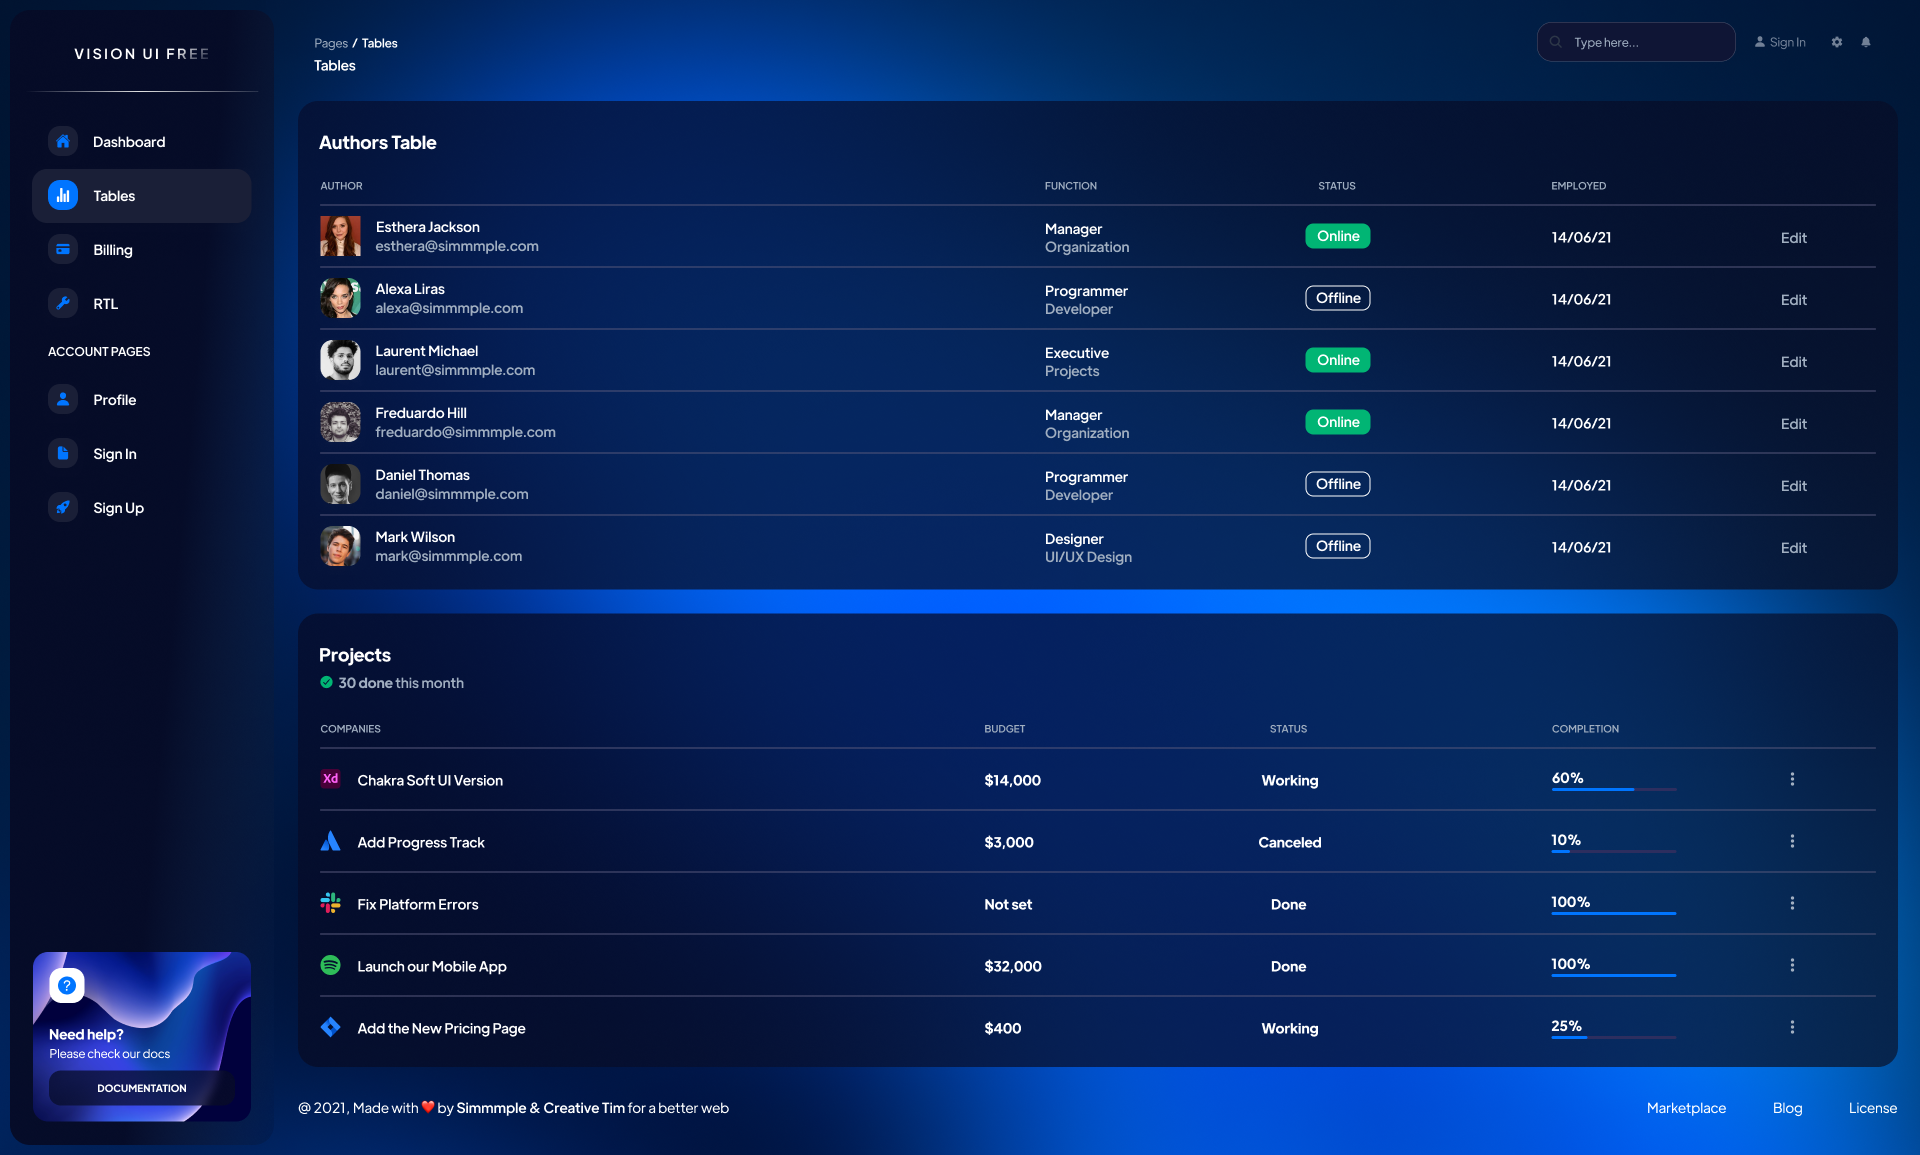 VISION UI FREE
Dashboard
Tables
Billing
RTL
ACCOUNT PAGES
Profile
Sign In
Sign Up
?
Need help?
Please check our docs
DOCUMENTATION
Pages / Tables
Tables
Type here...
Sign In
Authors Table
AUTHOR FUNCTION STATUS EMPLOYED
Esthera Jackson
esthera@simmmple.com
Manager
Organization
Online
14/06/21
Edit
Alexa Liras
alexa@simmmple.com
Programmer
Developer
Offline
14/06/21
Edit
Laurent Michael
laurent@simmmple.com
Executive
Projects
Online
14/06/21
Edit
Freduardo Hill
freduardo@simmmple.com
Manager
Organization
Online
14/06/21
Edit
Daniel Thomas
daniel@simmmple.com
Programmer
Developer
Offline
14/06/21
Edit
Mark Wilson
mark@simmmple.com
Designer
UI/UX Design
Offline
14/06/21
Edit
Projects
30 done this month
COMPANIES BUDGET STATUS COMPLETION
Xd Chakra Soft UI Version $14,000 Working 60%
Add Progress Track $3,000 Canceled 10%
Fix Platform Errors Not set Done 100%
Launch our Mobile App $32,000 Done 100%
Add the New Pricing Page $400 Working 25%
@ 2021, Made with ❤️ by Simmmple & Creative Tim for a better web
Marketplace Blog License